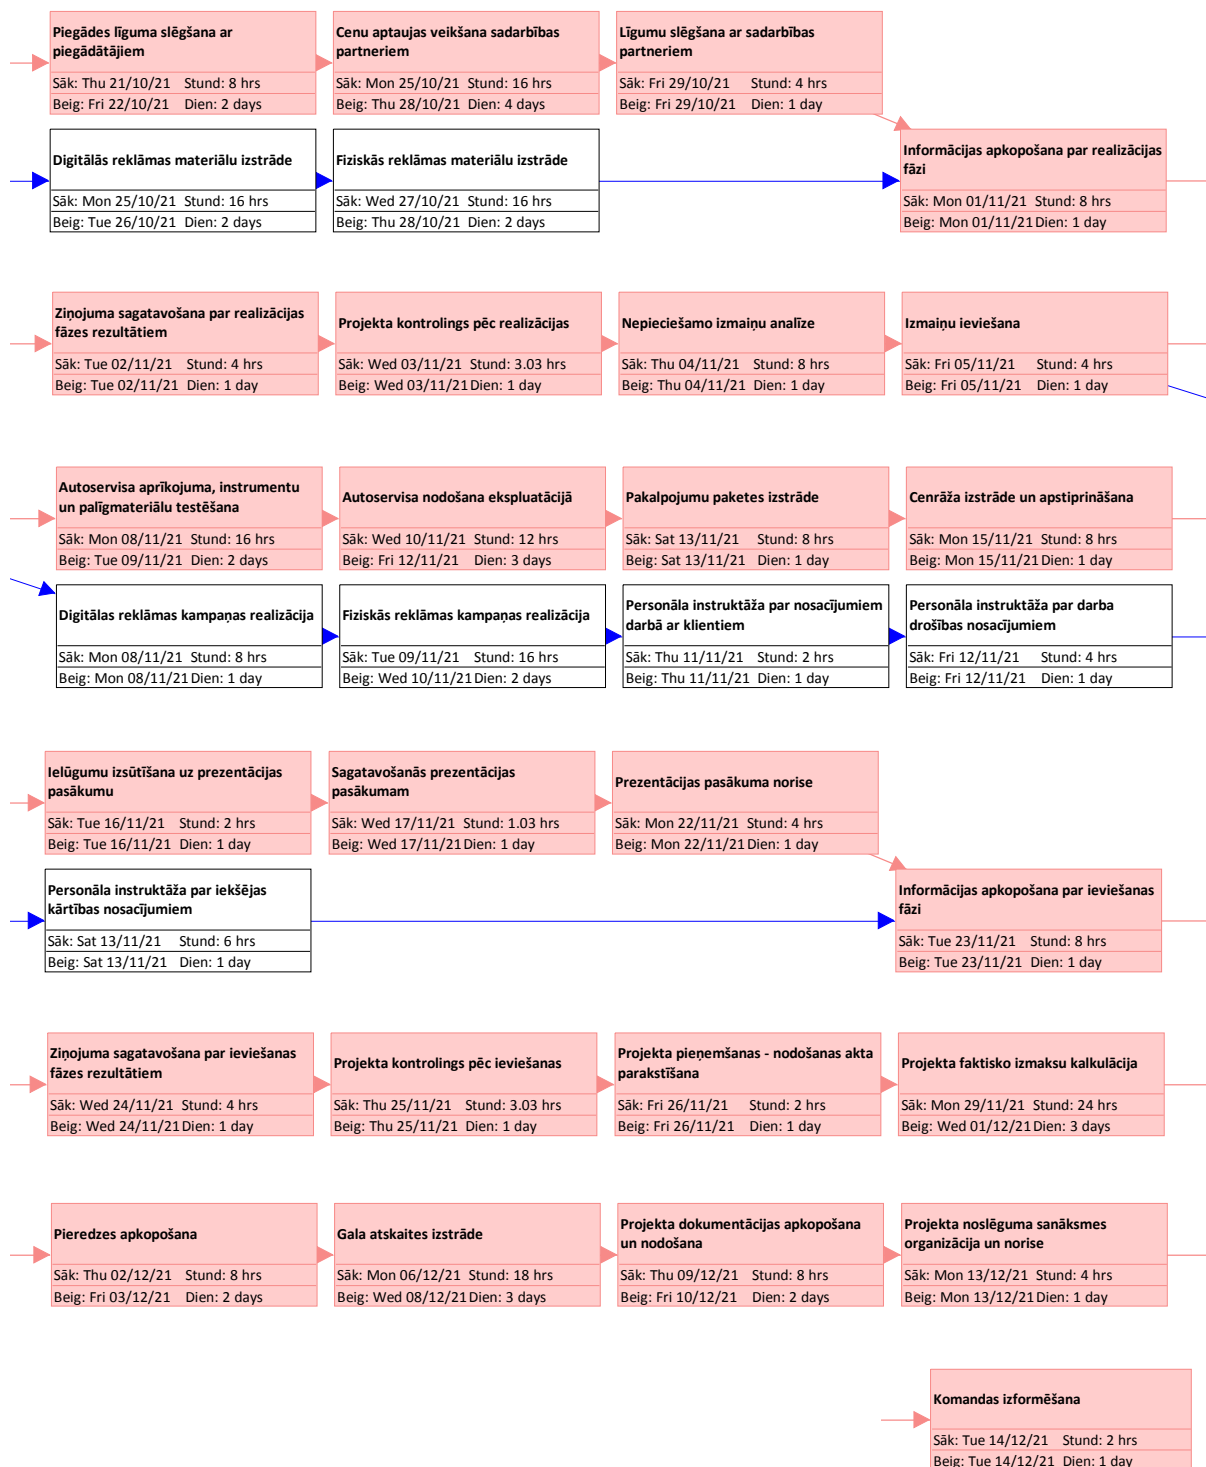 Piegādes līguma slēgšana ar
piegādātājiem
Sāk: Thu 21/10/21 Stund: 8 hrs
Beig: Fri 22/10/21 Dien: 2 days
Cenu aptaujas veikšana sadarbības
partneriem
Sāk: Mon 25/10/21 Stund: 16 hrs
Beig: Thu 28/10/21 Dien: 4 days
Līgumu slēgšana ar sadarbības
partneriem
Sāk: Fri 29/10/21 Stund: 4 hrs
Beig: Fri 29/10/21 Dien: 1 day
Digitālās reklāmas materiālu izstrāde
Sāk: Mon 25/10/21 Stund: 16 hrs
Beig: Tue 26/10/21 Dien: 2 days
Fiziskās reklāmas materiālu izstrāde
Sāk: Wed 27/10/21 Stund: 16 hrs
Beig: Thu 28/10/21 Dien: 2 days
Informācijas apkopošana par realizācijas
fāzi
Sāk: Mon 01/11/21 Stund: 8 hrs
Beig: Mon 01/11/21 Dien: 1 day
Ziņojuma sagatavošana par realizācijas
fāzes rezultātiem
Sāk: Tue 02/11/21 Stund: 4 hrs
Beig: Tue 02/11/21 Dien: 1 day
Projekta kontrolings pēc realizācijas
Sāk: Wed 03/11/21 Stund: 3.03 hrs
Beig: Wed 03/11/21 Dien: 1 day
Nepieciešamo izmaiņu analīze
Sāk: Thu 04/11/21 Stund: 8 hrs
Beig: Thu 04/11/21 Dien: 1 day
Izmaiņu ieviešana
Sāk: Fri 05/11/21 Stund: 4 hrs
Beig: Fri 05/11/21 Dien: 1 day
Autoservisa aprīkojuma, instrumentu
un palīgmateriālu testēšana
Sāk: Mon 08/11/21 Stund: 16 hrs
Beig: Tue 09/11/21 Dien: 2 days
Autoservisa nodošana ekspluatācijā
Sāk: Wed 10/11/21 Stund: 12 hrs
Beig: Fri 12/11/21 Dien: 3 days
Pakalpojumu paketes izstrāde
Sāk: Sat 13/11/21 Stund: 8 hrs
Beig: Sat 13/11/21 Dien: 1 day
Cenrāža izstrāde un apstiprināšana
Sāk: Mon 15/11/21 Stund: 8 hrs
Beig: Mon 15/11/21 Dien: 1 day
Digitālas reklāmas kampaņas realizācija
Sāk: Mon 08/11/21 Stund: 8 hrs
Beig: Mon 08/11/21 Dien: 1 day
Fiziskās reklāmas kampaņas realizācija
Sāk: Tue 09/11/21 Stund: 16 hrs
Beig: Wed 10/11/21 Dien: 2 days
Personāla instruktāža par nosacījumiem
darbā ar klientiem
Sāk: Thu 11/11/21 Stund: 2 hrs
Beig: Thu 11/11/21 Dien: 1 day
Personāla instruktāža par darba
drošības nosacījumiem
Sāk: Fri 12/11/21 Stund: 4 hrs
Beig: Fri 12/11/21 Dien: 1 day
Ielūgumu izsūtīšana uz prezentācijas
pasākumu
Sāk: Tue 16/11/21 Stund: 2 hrs
Beig: Tue 16/11/21 Dien: 1 day
Sagatavošanās prezentācijas
pasākumam
Sāk: Wed 17/11/21 Stund: 1.03 hrs
Beig: Wed 17/11/21 Dien: 1 day
Prezentācijas pasākuma norise
Sāk: Mon 22/11/21 Stund: 4 hrs
Beig: Mon 22/11/21 Dien: 1 day
Personāla instruktāža par iekšējas
kārtības nosacījumiem
Sāk: Sat 13/11/21 Stund: 6 hrs
Beig: Sat 13/11/21 Dien: 1 day
Informācijas apkopošana par ieviešanas
fāzi
Sāk: Tue 23/11/21 Stund: 8 hrs
Beig: Tue 23/11/21 Dien: 1 day
Ziņojuma sagatavošana par ieviešanas
fāzes rezultātiem
Sāk: Wed 24/11/21 Stund: 4 hrs
Beig: Wed 24/11/21 Dien: 1 day
Projekta kontrolings pēc ieviešanas
Sāk: Thu 25/11/21 Stund: 3.03 hrs
Beig: Thu 25/11/21 Dien: 1 day
Projekta pieņemšanas - nodošanas akta
parakstīšana
Sāk: Fri 26/11/21 Stund: 2 hrs
Beig: Fri 26/11/21 Dien: 1 day
Projekta faktisko izmaksu kalkulācija
Sāk: Mon 29/11/21 Stund: 24 hrs
Beig: Wed 01/12/21 Dien: 3 days
Pieredzes apkopošana
Sāk: Thu 02/12/21 Stund: 8 hrs
Beig: Fri 03/12/21 Dien: 2 days
Gala atskaites izstrāde
Sāk: Mon 06/12/21 Stund: 18 hrs
Beig: Wed 08/12/21 Dien: 3 days
Projekta dokumentācijas apkopošana
un nodošana
Sāk: Thu 09/12/21 Stund: 8 hrs
Beig: Fri 10/12/21 Dien: 2 days
Projekta noslēguma sanāksmes
organizācija un norise
Sāk: Mon 13/12/21 Stund: 4 hrs
Beig: Mon 13/12/21 Dien: 1 day
Komandas izformēšana
Sāk: Tue 14/12/21 Stund: 2 hrs
Beig: Tue 14/12/21 Dien: 1 day